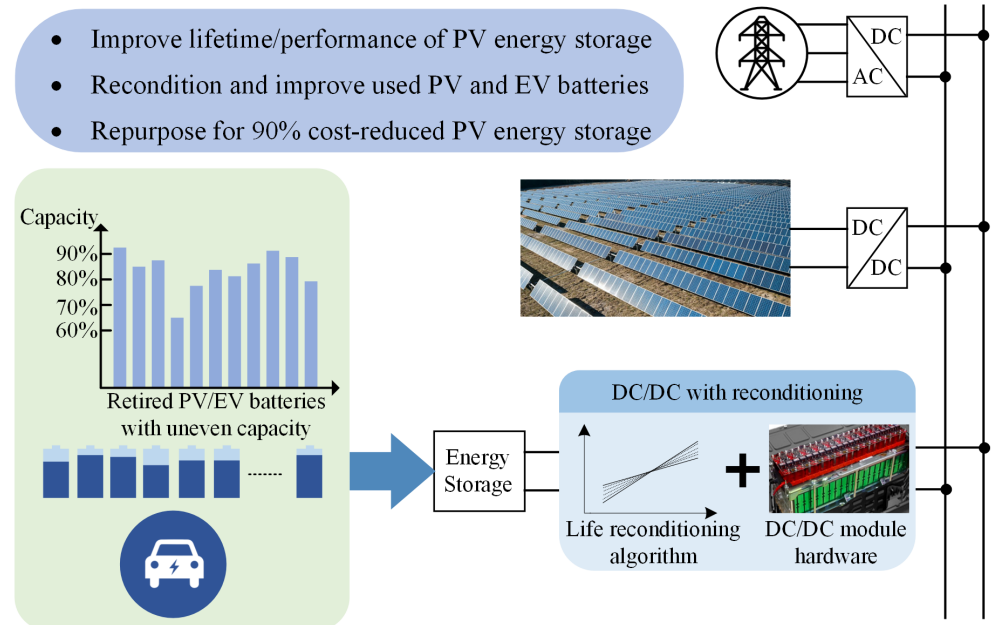 • Improve lifetime/performance of PV energy storage
• Recondition and improve used PV and EV batteries
• Repurpose for 90% cost-reduced PV energy storage
DC
AC
Capacity
90%
80%
70%
60%
Retired PV/EV batteries
with uneven capacity
DC
DC
Energy
Storage
DC/DC with reconditioning
Life reconditioning
algorithm
DC/DC module
hardware